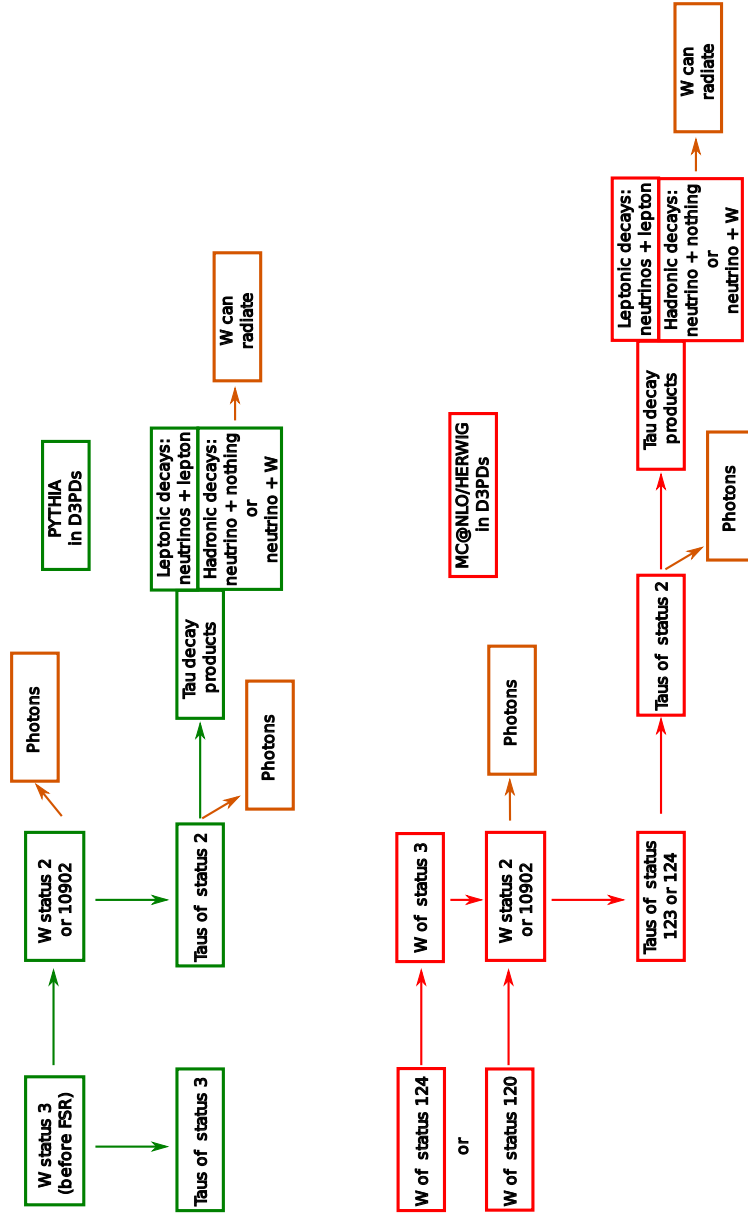 PYTHIA
in D3PDs
W status 3
(before FSR)
W status 2
or 10902
Photons
Taus of status 3
Taus of status 2
Photons
Tau decay
products
Leptonic decays:
neutrinos + lepton
Hadronic decays:
neutrino + nothing
or
neutrino + W
W can
radiate
MC@NLO/HERWIG
in D3PDs
W of status 124
or
W of status 120
W of status 3
W status 2
or 10902
Photons
Taus of status
123 or 124
Taus of status 2
Photons
Tau decay
products
Leptonic decays:
neutrinos + lepton
Hadronic decays:
neutrino + nothing
or
neutrino + W
W can
radiate